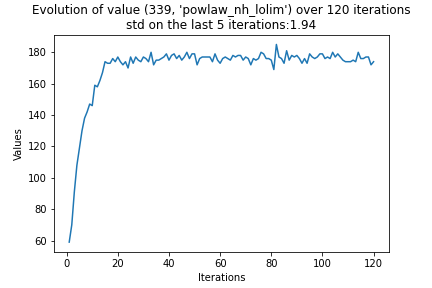 Evolution of value (339, 'powlaw_nh_lolim') over 120 iterations
std on the last 5 iterations:1.94
180
160
140
120
100
80
60
Values
0 20 40 60 80 100 120
Iterations